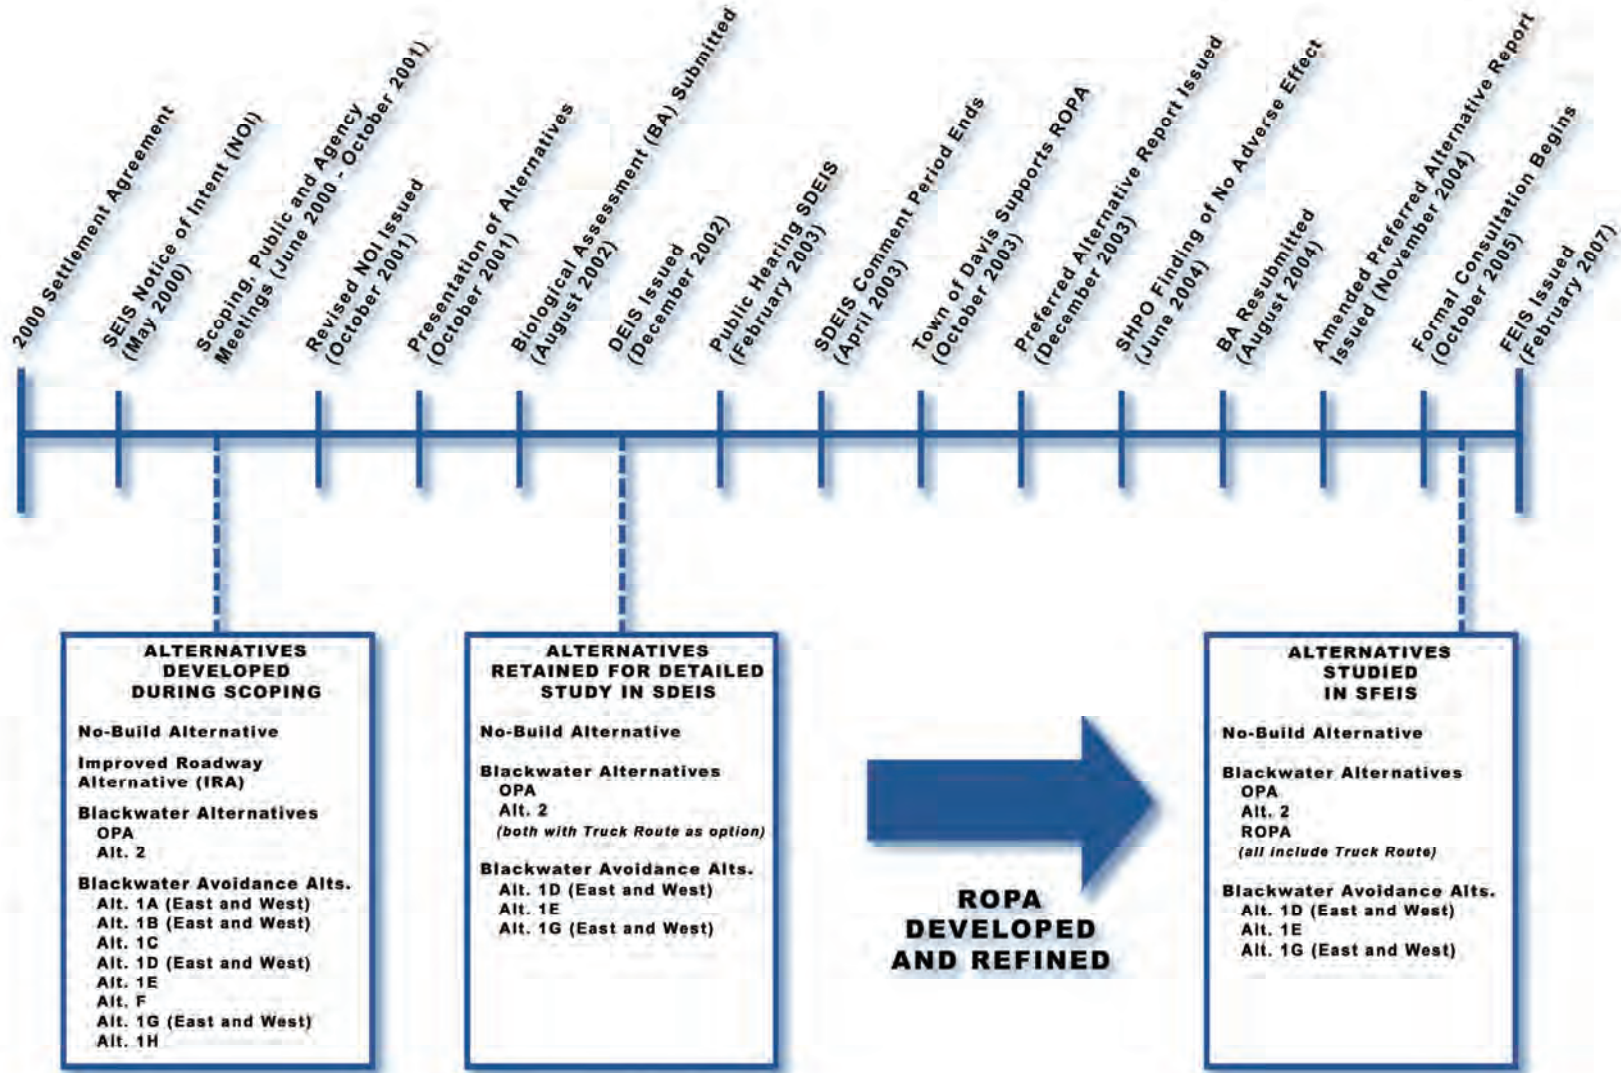 2000 Settlement Agreement
SEIS Notice of Intent (NOI)
(May 2000)
Scoping, Public and Agency
Meetings (June 2000 - October 2001)
Revised NOI Issued
(October 2001)
Presentation of Alternatives
(October 2001)
Biological Assessment (BA) Submitted
(August 2002)
DEIS Issued
(December 2002)
Public Hearing SDEIS
(February 2003)
SDEIS Comment Period Ends
(April 2003)
Town of Davis Supports ROPA
(October 2003)
Preferred Alternative Report Issued
(December 2003)
SHPO Finding of No Adverse Effect
(June 2004)
BA Resubmitted
(August 2004)
Amended Preferred Alternative Report
Issued (November 2004)
Formal Consultation Begins
(October 2005)
FEIS Issued
(February 2007)
ALTERNATIVES
DEVELOPED
DURING SCOPING
No-Build Alternative
Improved Roadway
Alternative (IRA)
Blackwater Alternatives
OPA
Alt. 2
Blackwater Avoidance Alts.
Alt. 1A (East and West)
Alt. 1B (East and West)
Alt. 1C
Alt. 1D (East and West)
Alt. 1E
Alt. F
Alt. 1G (East and West)
Alt. 1H
ALTERNATIVES
RETAINED FOR DETAILED
STUDY IN SDEIS
No-Build Alternative
Blackwater Alternatives
OPA
Alt. 2
(both with Truck Route as option)
Blackwater Avoidance Alts.
Alt. 1D (East and West)
Alt. 1E
Alt. 1G (East and West)
ROPA
DEVELOPED
AND REFINED
ALTERNATIVES
STUDIED
IN SFEIS
No-Build Alternative
Blackwater Alternatives
OPA
Alt. 2
ROPA
(all include Truck Route)
Blackwater Avoidance Alts.
Alt. 1D (East and West)
Alt. 1E
Alt. 1G (East and West)